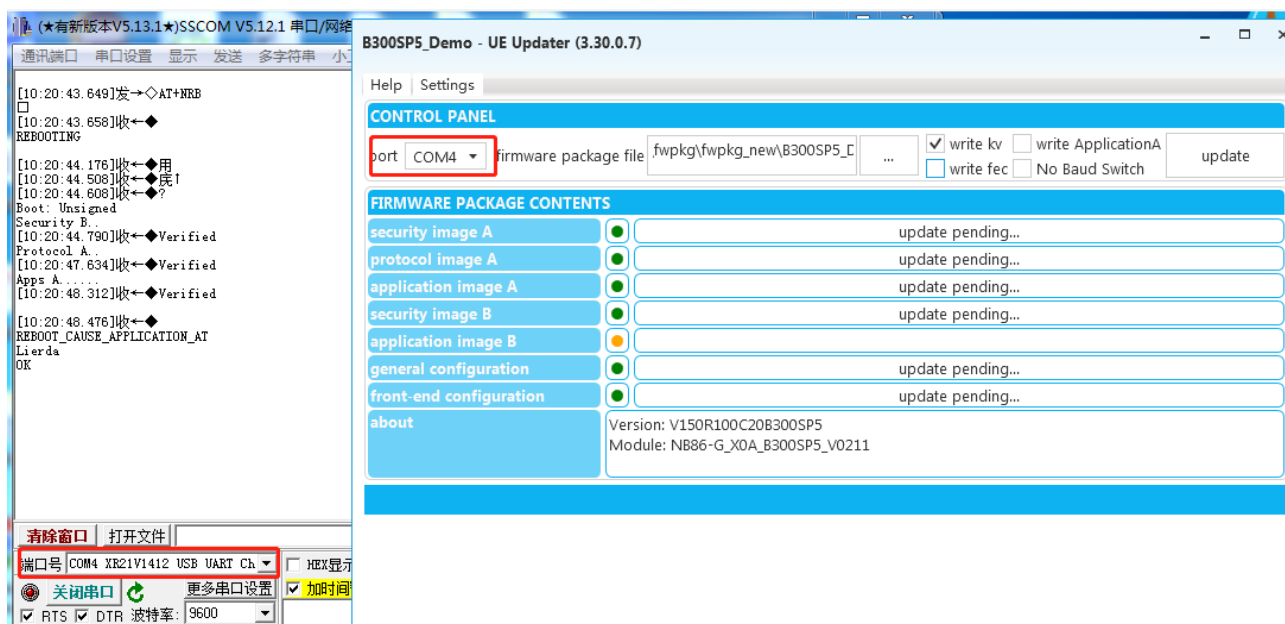 (★有新版本V5.13.1★)SSCOM V5.12.1 串口/网络
通讯端口 串口设置 显示 发送 多字符串
[10:20:43.649]发→◇AT+NRB
□
[10:20:43.658]收←◆
REBOOTING
[10:20:44.176]收←◆用
[10:20:44.508]收←◆庑↑
[10:20:44.608]收←◆?
Boot: Unsigned
Security B..
[10:20:44.790]收←◆Verified
Protocol A..
[10:20:47.634]收←◆Verified
Apps A......
[10:20:48.312]收←◆Verified
[10:20:48.476]收←◆
REBOOT_CAUSE_APPLICATION_AT
Lierda
OK
清除窗口 打开文件
端口号 COM4 XR21V1412 USB UART Ch
HEX显示
关闭串口 更多串口设置 加时间
RTS DTR 波特率: 9600
B300SP5_Demo - UE Updater (3.30.0.7)
Help Settings
CONTROL PANEL
port COM4 firmware package file .fwpkg\fwpkg_new\B300SP5_D ... write kv write ApplicationA update
write fec No Baud Switch
FIRMWARE PACKAGE CONTENTS
security image A update pending...
protocol image A update pending...
application image A update pending...
security image B update pending...
application image B
general configuration update pending...
front-end configuration update pending...
about Version: V150R100C20B300SP5
Module: NB86-G_X0A_B300SP5_V0211